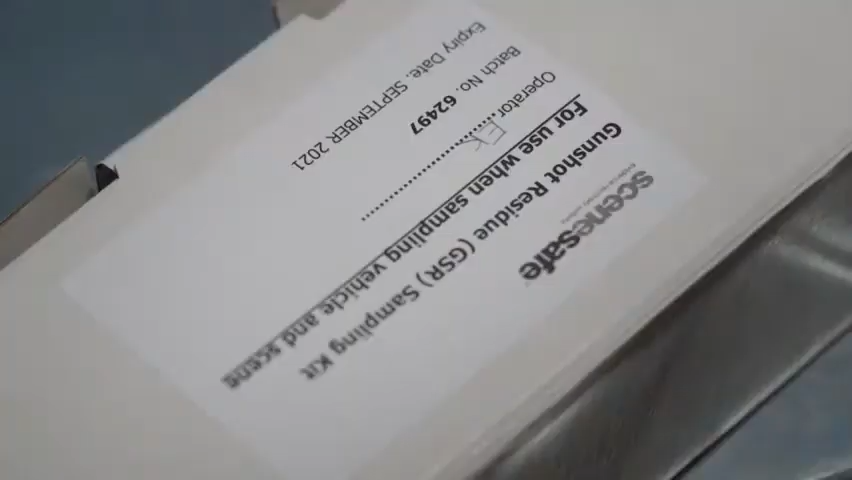 scenesafe
Gunshot Residue (GSR) Sampling Kit
For use when sampling vehicle and scene
Operator..EK..............................
Batch No. 62497
Expiry Date. SEPTEMBER 2021